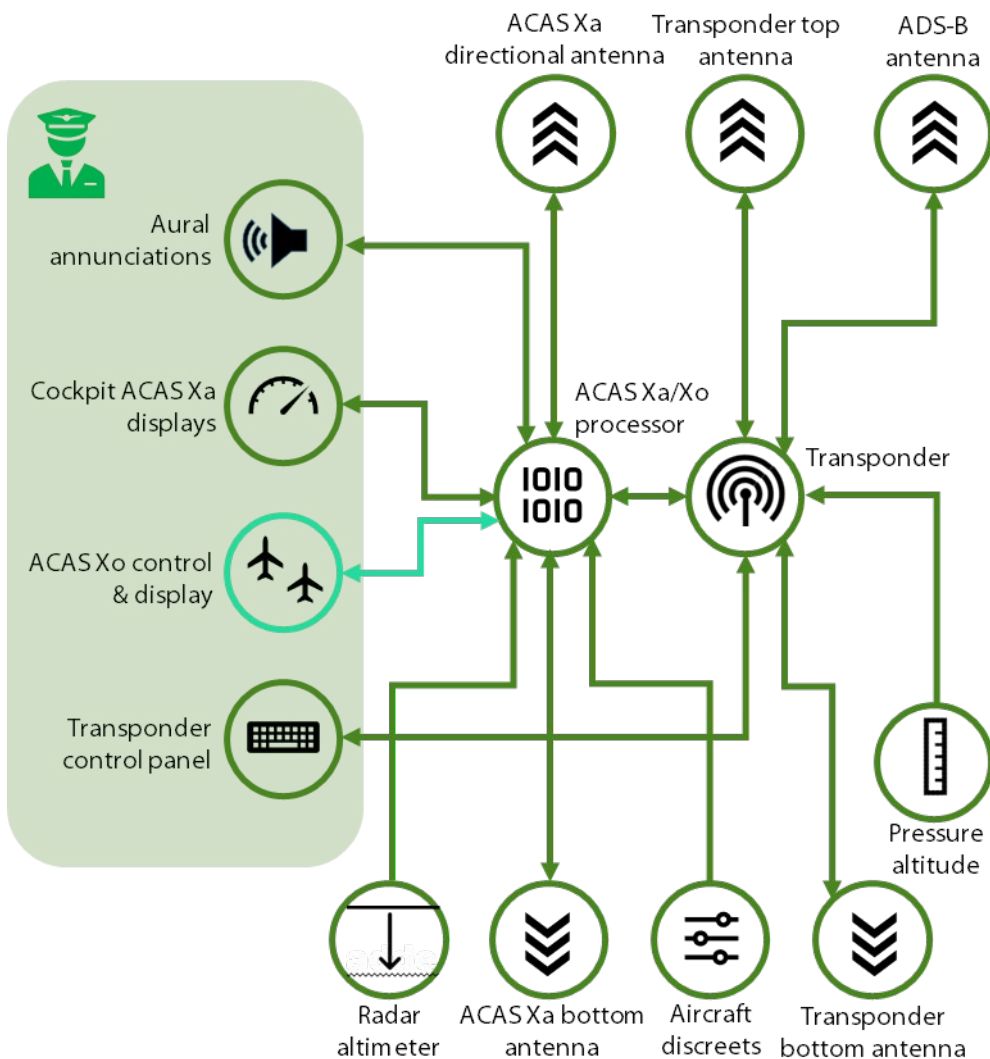 ACAS Xa
directional antenna
Transponder top
antenna
ADS-B
antenna
Aural
annunciations
Cockpit ACAS Xa
displays
ACAS Xa/Xo
processor
IOIO
IOIO
Transponder
ACAS Xo control
& display
Transponder
control panel
Pressure
altitude
Radar
altimeter
ACAS Xa bottom
antenna
Aircraft
discreets
Transponder
bottom antenna